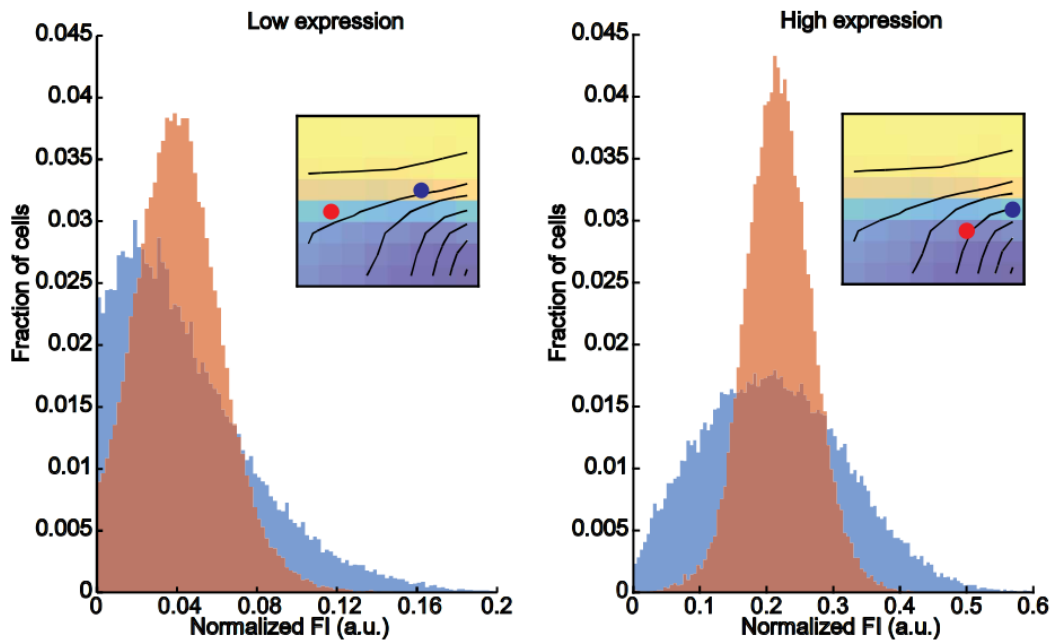 Low expression
0.045
0.04
0.035
0.03
0.025
0.02
0.015
0.01
0.005
0
Fraction of cells
0 0.04 0.08 0.12 0.16 0.2
Normalized FI (a.u.)
High expression
0.045
0.04
0.035
0.03
0.025
0.02
0.015
0.01
0.005
0
Fraction of cells
0 0.1 0.2 0.3 0.4 0.5 0.6
Normalized FI (a.u.)